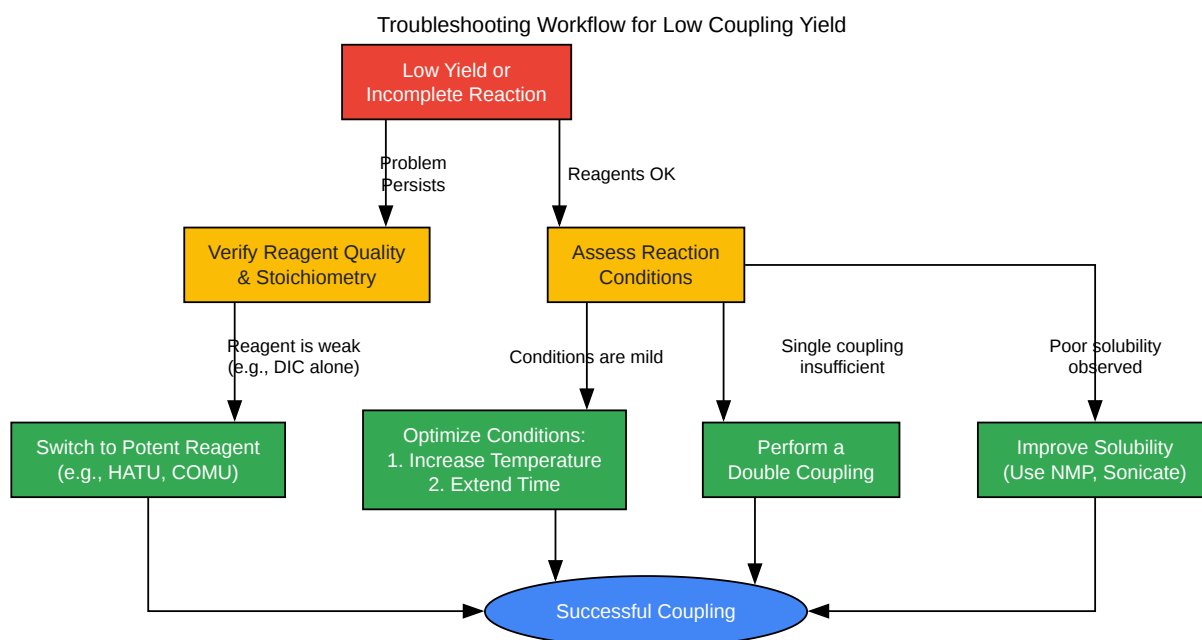 Troubleshooting Workflow for Low Coupling Yield
Low Yield or
Incomplete Reaction
Problem
Persists
Reagents OK
Verify Reagent Quality
& Stoichiometry
Assess Reaction
Conditions
Reagent is weak
(e.g., DIC alone)
Conditions are mild
Single coupling
insufficient
Poor solubility
observed
Switch to Potent Reagent
(e.g., HATU, COMU)
Optimize Conditions:
1. Increase Temperature
2. Extend Time
Perform a
Double Coupling
Improve Solubility
(Use NMP, Sonicate)
Successful Coupling